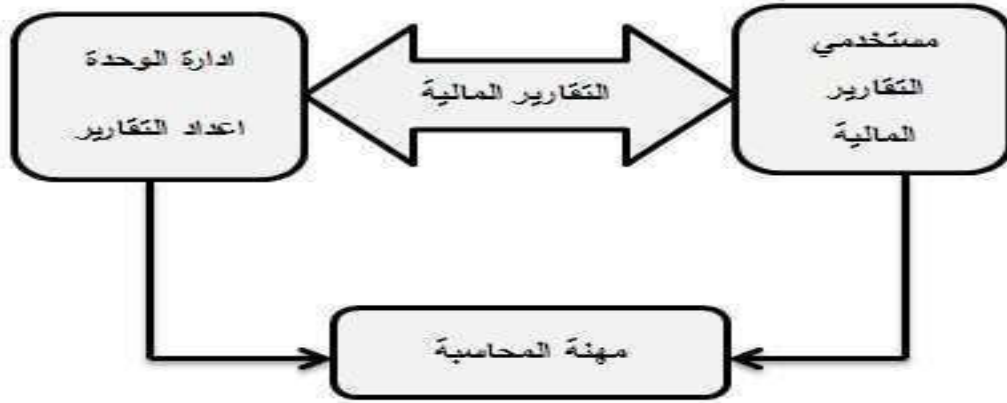 مستخدمي
التقارير
المالية
التقارير المالية
ادارة الوحدة
اعداد التقارير
مهنة المحاسبة